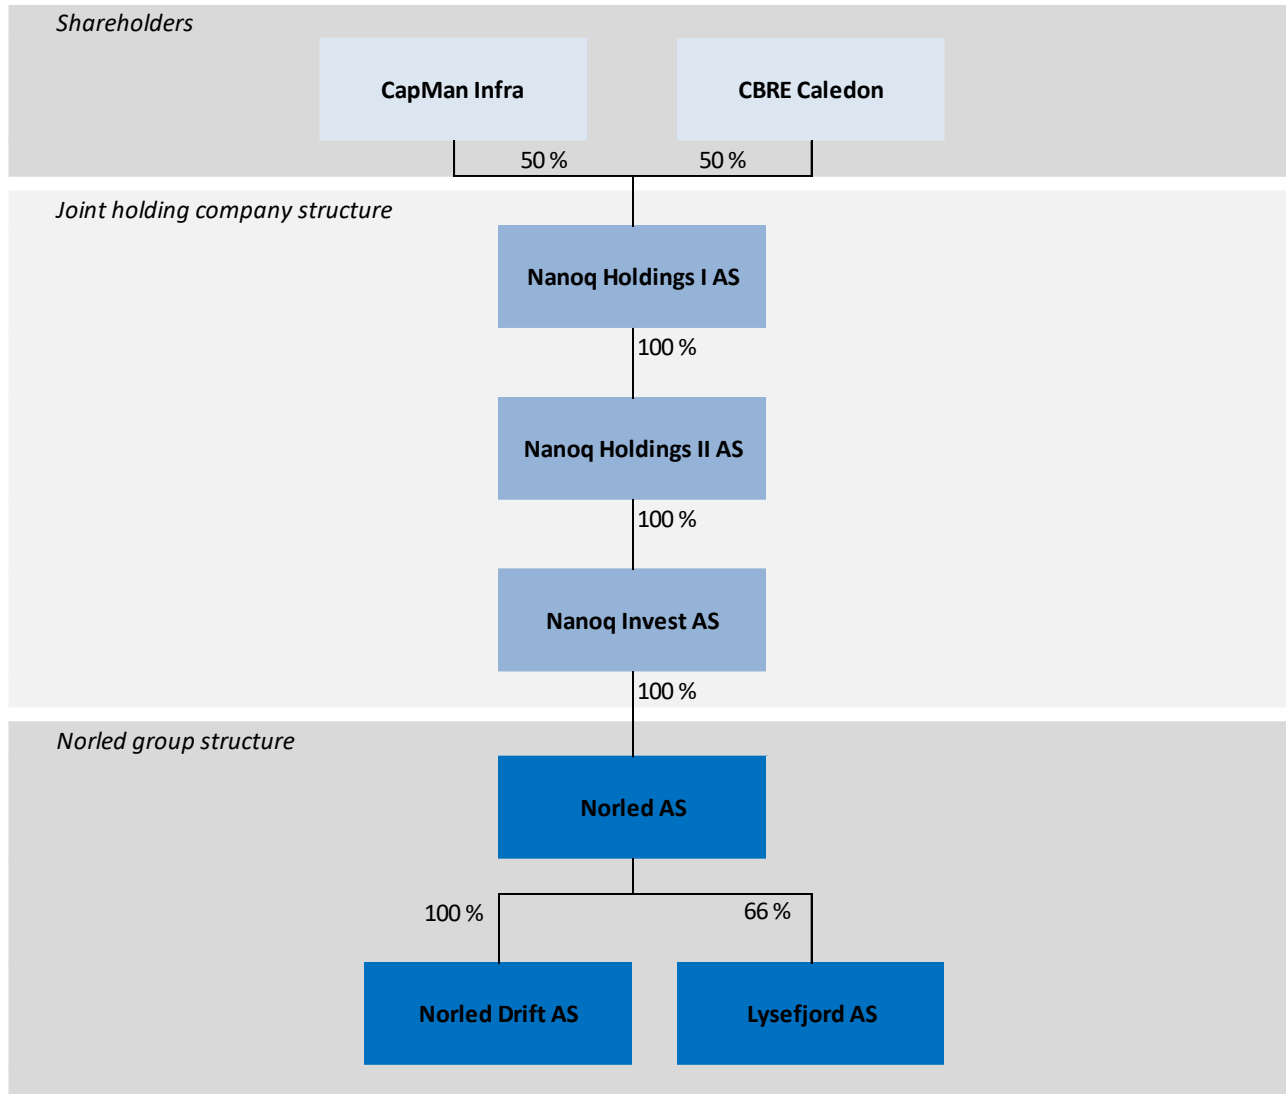 Shareholders
CapMan Infra
CBRE Caledon
50 %
50 %
Joint holding company structure
Nanoq Holdings I AS
100 %
Nanoq Holdings II AS
100 %
Nanoq Invest AS
100 %
Norled group structure
Norled AS
100 %
66 %
Norled Drift AS
Lysefjord AS